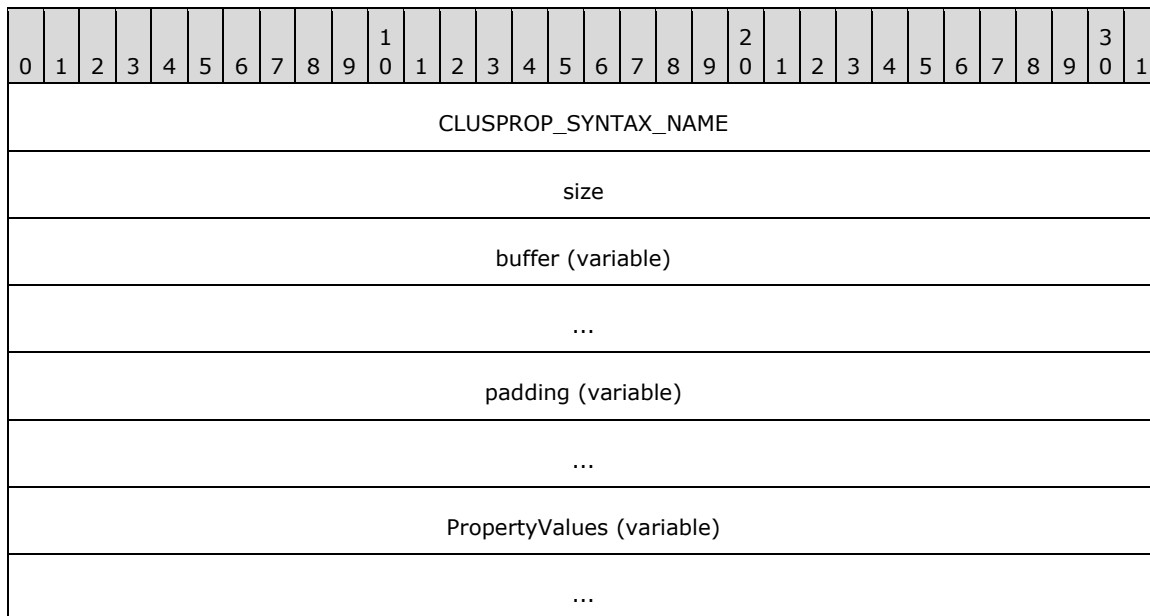 1 2 3
0 1 2 3 4 5 6 7 8 9 0 1 2 3 4 5 6 7 8 9 0 1 2 3 4 5 6 7 8 9 0 1
CLUSPROP_SYNTAX_NAME
size
buffer (variable)
...
padding (variable)
...
PropertyValues (variable)
...